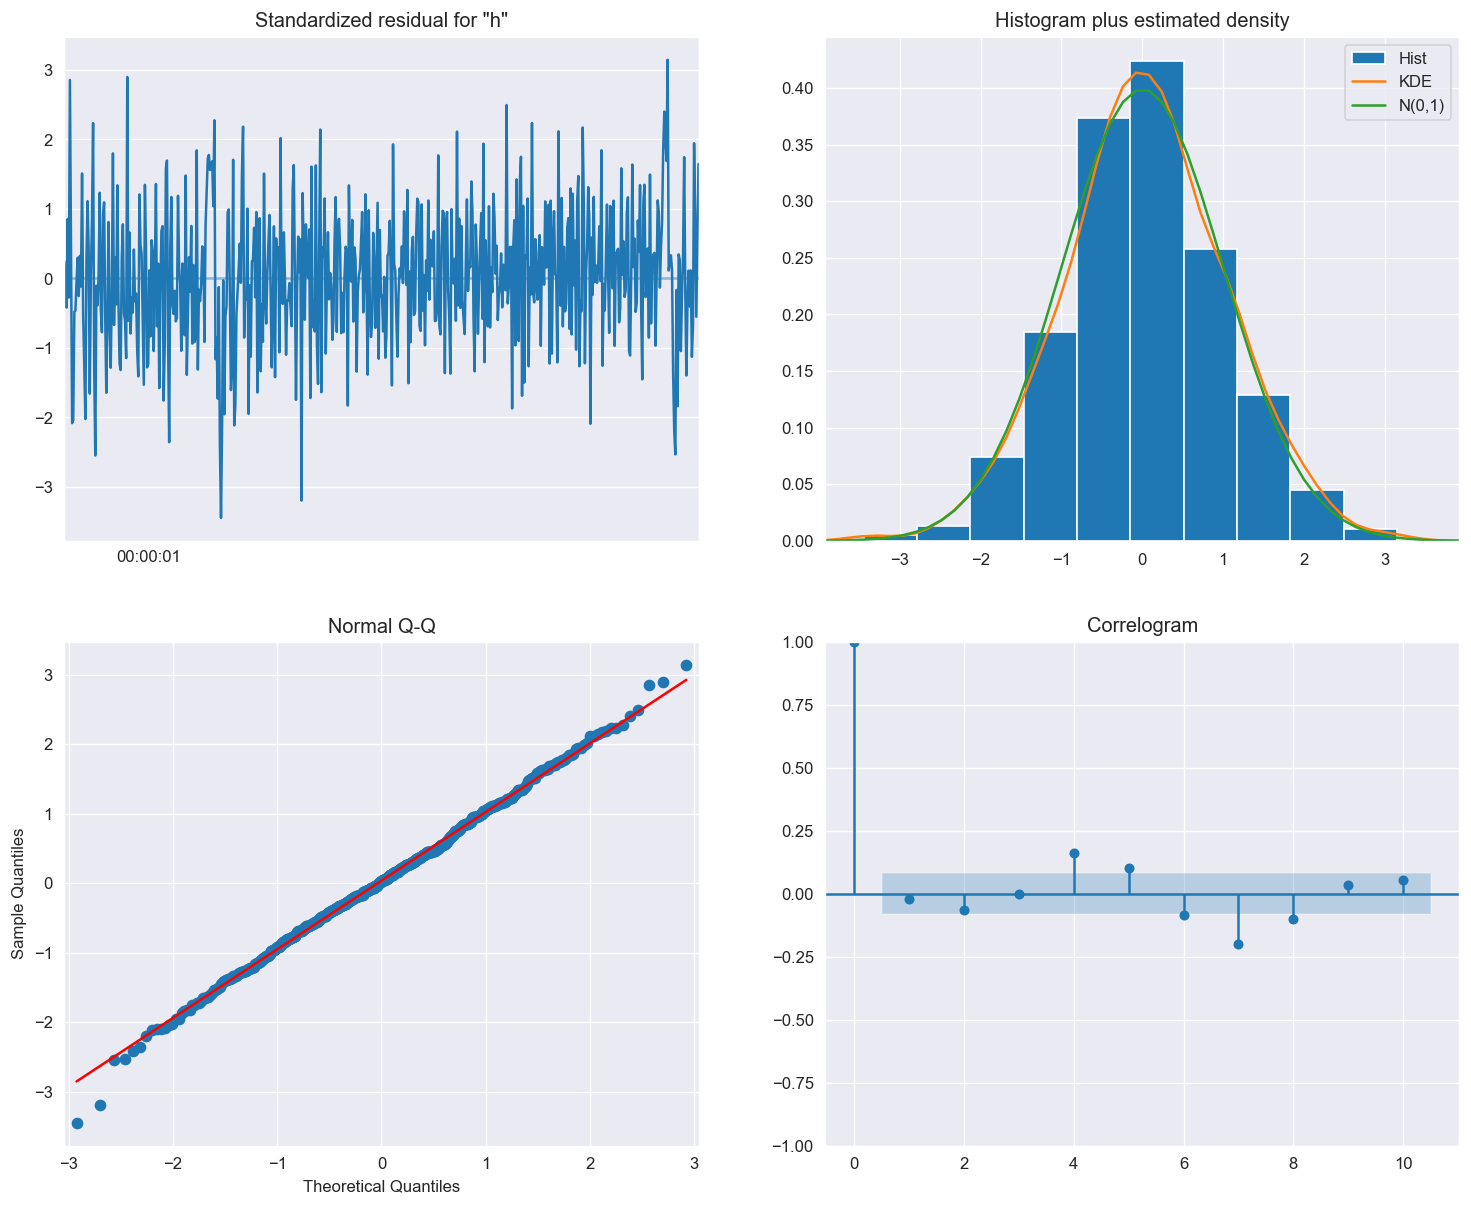 Standardized residual for "h"
3
2
1
0
−1
−2
−3
00:00:01
Histogram plus estimated density
Hist
KDE
N(0,1)
0.40
0.35
0.30
0.25
0.20
0.15
0.10
0.05
0.00
−3 −2 −1 0 1 2 3
Normal Q-Q
Sample Quantiles
3
2
1
0
−1
−2
−3
−3 −2 −1 0 1 2 3
Theoretical Quantiles
Correlogram
1.00
0.75
0.50
0.25
0.00
−0.25
−0.50
−0.75
−1.00
0 2 4 6 8 10